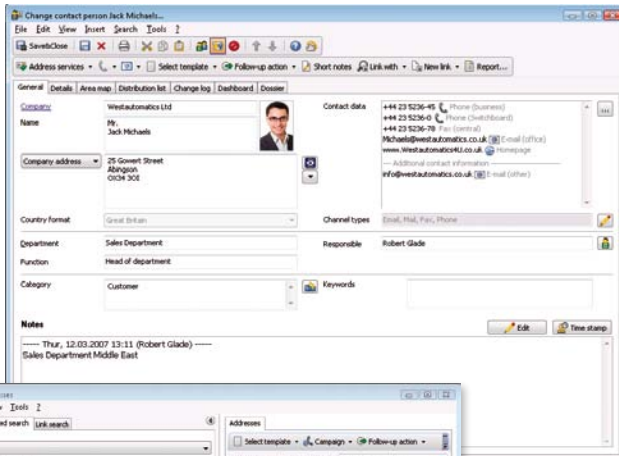 Change contact person Jack Michaels...
File Edit View Insert Search Tools ?
Save&Close
Address services Select template Follow-up action Short notes Link with New link Report...
General Details Area map Distribution list Change log Dashboard Dossier
Company Westautomatics Ltd
Name Mr.
Jack Michaels
Company address 25 Gowert Street
Abingson
OX34 3OE
Contact data +44 23 5236-45 Phone (business)
+44 23 5236-0 Phone (Switchboard)
+44 23 5236-78 Fax (central)
Michaels@westautomatics.co.uk E-mail (office)
www.Westautomatics4U.co.uk Homepage
--- Additional contact information ---
info@westautomatics.co.uk E-mail (other)
...
Country format Great Britain
Channel types Email, Mail, Fax, Phone
Department Sales Department
Responsible Robert Glade
Function Head of department
Category Customer
Keywords
Notes
Edit Time stamp
----- Thur, 12.03.2007 13:11 (Robert Glade) -----
Sales Department Middle East
Tools ?
search Link search
Addresses
Select template Campaign Follow-up action